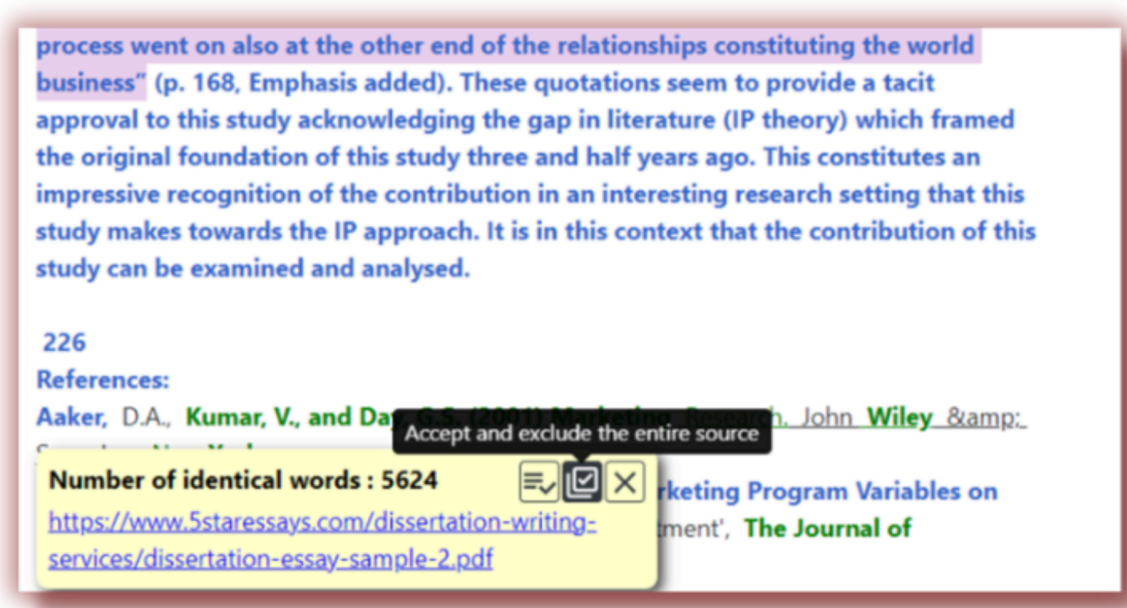 process went on also at the other end of the relationships constituting the world
business” (p. 168, Emphasis added). These quotations seem to provide a tacit
approval to this study acknowledging the gap in literature (IP theory) which framed
the original foundation of this study three and half years ago. This constitutes an
impressive recognition of the contribution in an interesting research setting that this
study makes towards the IP approach. It is in this context that the contribution of this
study can be examined and analysed.
226
References:
Aaker, D.A., Kumar, V., and Day, G.S. (2001) Marketing Research. John Wiley &amp;
Accept and exclude the entire source
Number of identical words : 5624
rketing Program Variables on
https://www.5staressays.com/dissertation-writing-
tment', The Journal of
services/dissertation-essay-sample-2.pdf